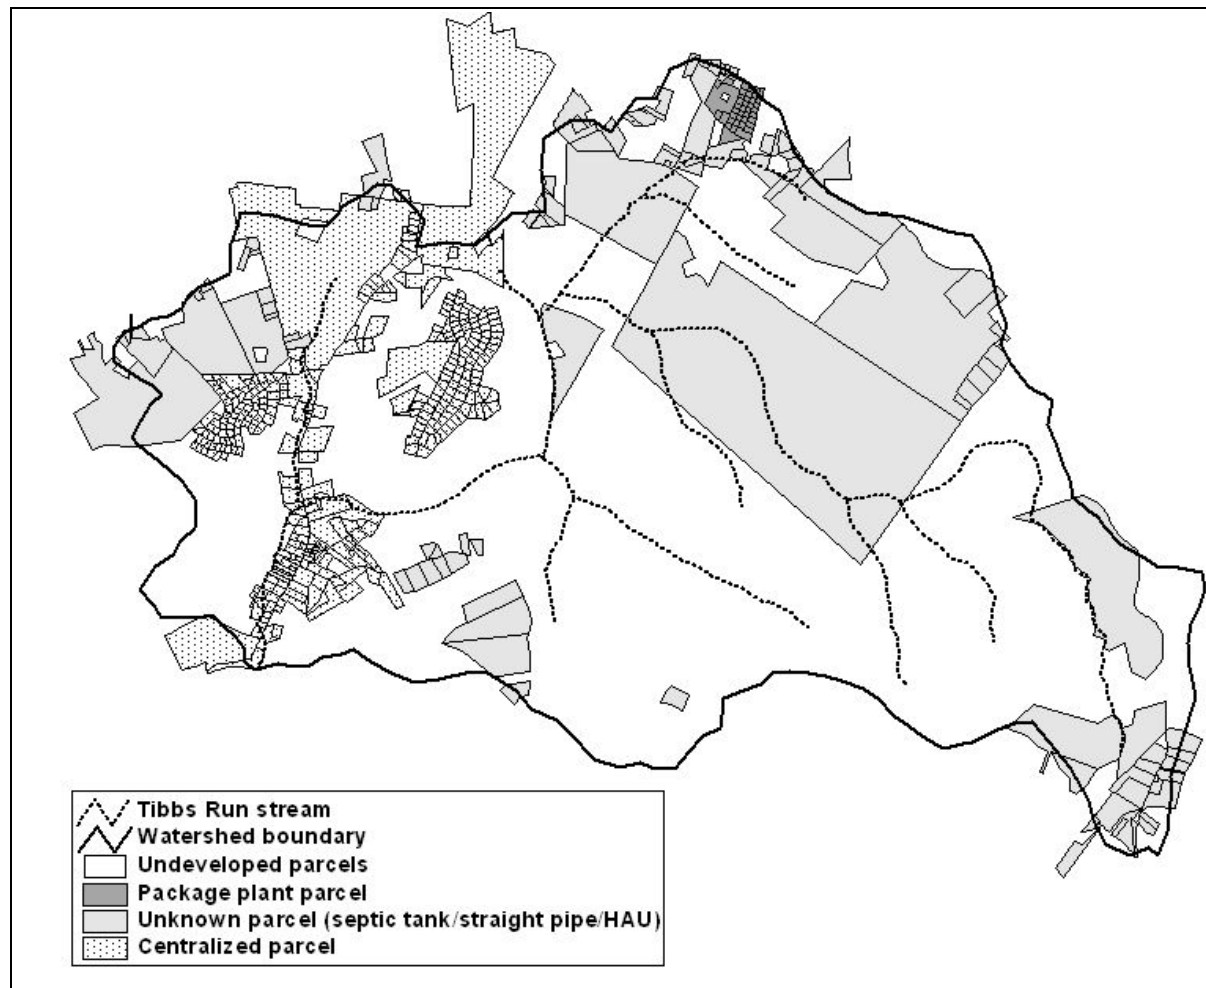 Tibbs Run stream
Watershed boundary
Undeveloped parcels
Package plant parcel
Unknown parcel (septic tank/straight pipe/HAU)
Centralized parcel